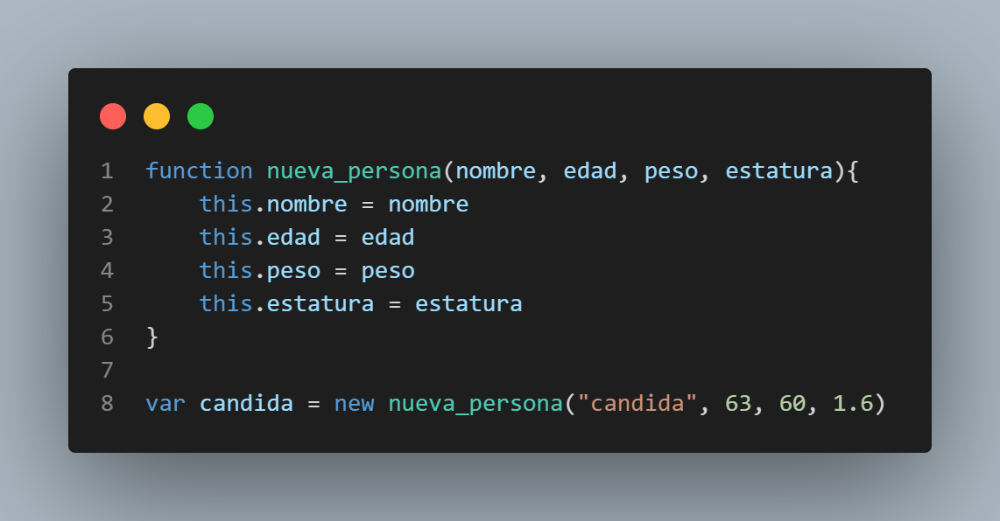 1 function nueva_persona(nombre, edad, peso, estatura){
2     this.nombre = nombre
3     this.edad = edad
4     this.peso = peso
5     this.estatura = estatura
6 }
7
8 var candida = new nueva_persona("candida", 63, 60, 1.6)